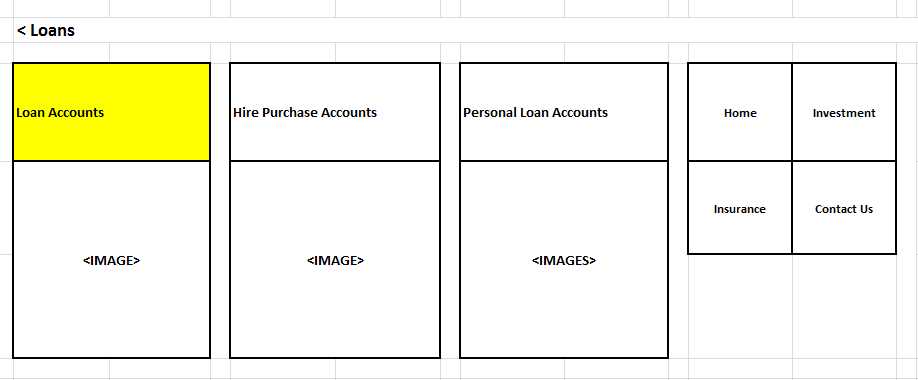 < Loans
Loan Accounts
Hire Purchase Accounts
Personal Loan Accounts
Home
Investment
Insurance
Contact Us
<IMAGE>
<IMAGE>
<IMAGES>